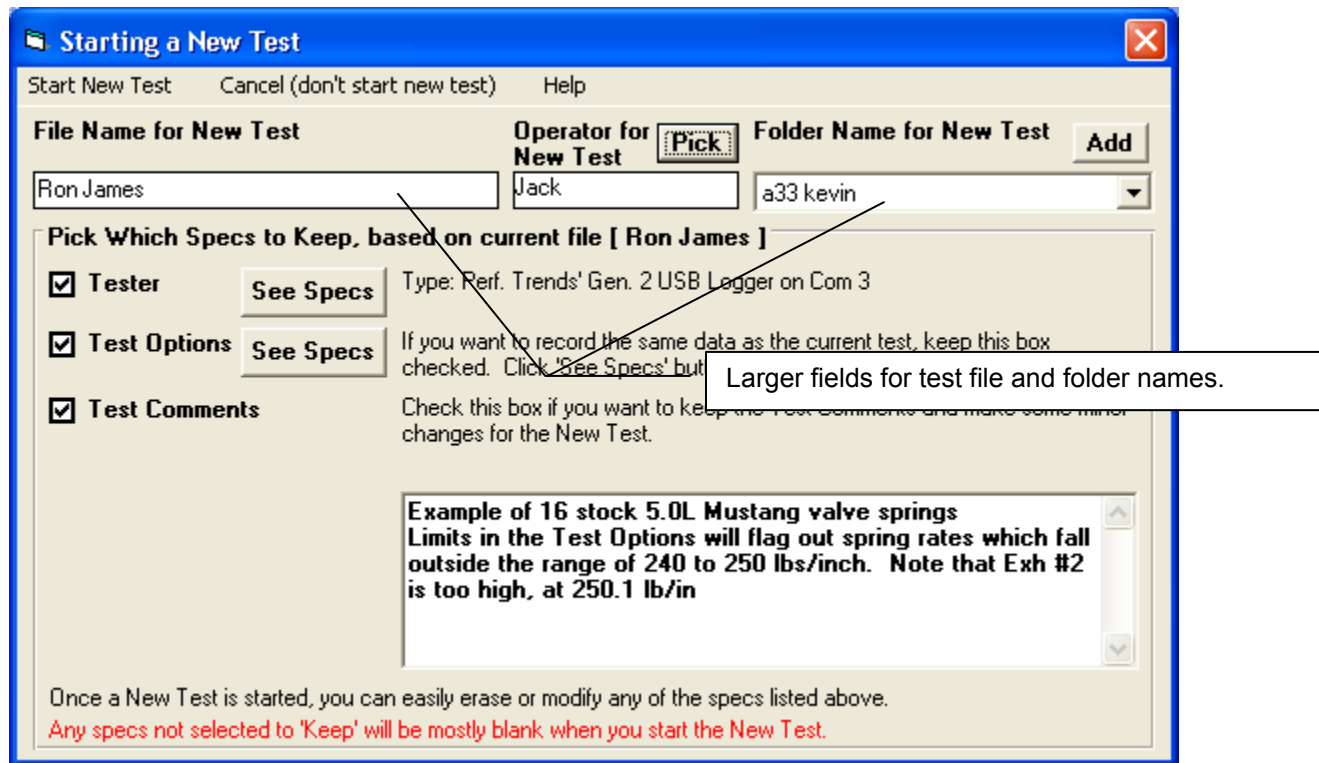 Starting a New Test
Start New Test Cancel (don't start new test) Help
File Name for New Test
Operator for
New Test
Pick
Folder Name for New Test
Add
Ron James
Jack
a33 kevin
Pick Which Specs to Keep, based on current file [ Ron James ]
Tester
See Specs
Type: Perf. Trends' Gen. 2 USB Logger on Com 3
Test Options
See Specs
If you want to record the same data as the current test, keep this box
checked. Click 'See Specs' but
Larger fields for test file and folder names.
Test Comments
Check this box if you want to keep the Test Comments and make some minor
changes for the New Test.
Example of 16 stock 5.0L Mustang valve springs
Limits in the Test Options will flag out spring rates which fall
outside the range of 240 to 250 lbs/inch. Note that Exh #2
is too high, at 250.1 lb/in
Once a New Test is started, you can easily erase or modify any of the specs listed above.
Any specs not selected to 'Keep' will be mostly blank when you start the New Test.